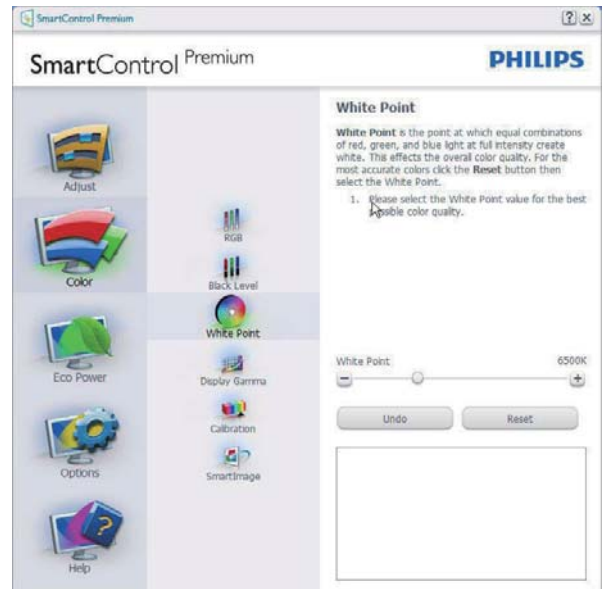 SmartControl Premium
? x
SmartControl Premium
PHILIPS
Adjust
Color
Eco Power
Options
Help
RGB
Black Level
White Point
Display Gamma
Calibration
SmartImage
White Point
White Point is the point at which equal combinations
of red, green, and blue light at full intensity create
white. This effects the overall color quality. For the
most accurate colors click the Reset button then
select the White Point.
1. Please select the White Point value for the best
possible color quality.
White Point 6500K
Undo Reset